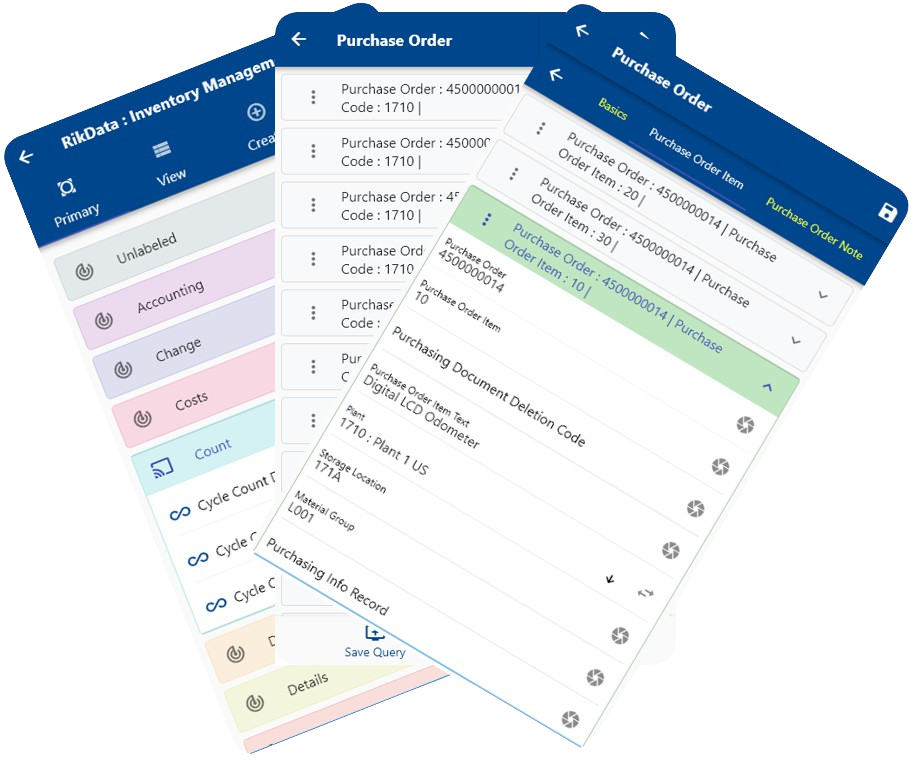 RikData : Inventory Managem
Primary
View
Crea
Unlabeled
Accounting
Change
Costs
Count
Cycle Count D
Cycle C
Cycle C
D
Details
Purchase Order
Purchase Order : 4500000001
Code : 1710 |
Purchase Order : 45000
Code : 1710 |
Purchase Order : 45
Code : 1710 |
Purchase Ord
Code : 1710
Purchase
Code :
Pur
C
Save Query
Purchase Order
Basics
Purchase Order Item
Purchase Order Note
Purchase Order : 4500000014 | Purchase
Order Item : 20 |
Purchase Order : 4500000014 | Purchase
Order Item : 30 |
Purchase Order : 4500000014 | Purchase
Order Item : 10 |
Purchase Order
4500000014
Purchase Order Item
10
Purchasing Document Deletion Code
Purchase Order Item Text
Digital LCD Odometer
Plant
1710 : Plant 1 US
Storage Location
171A
Material Group
L001
Purchasing Info Record